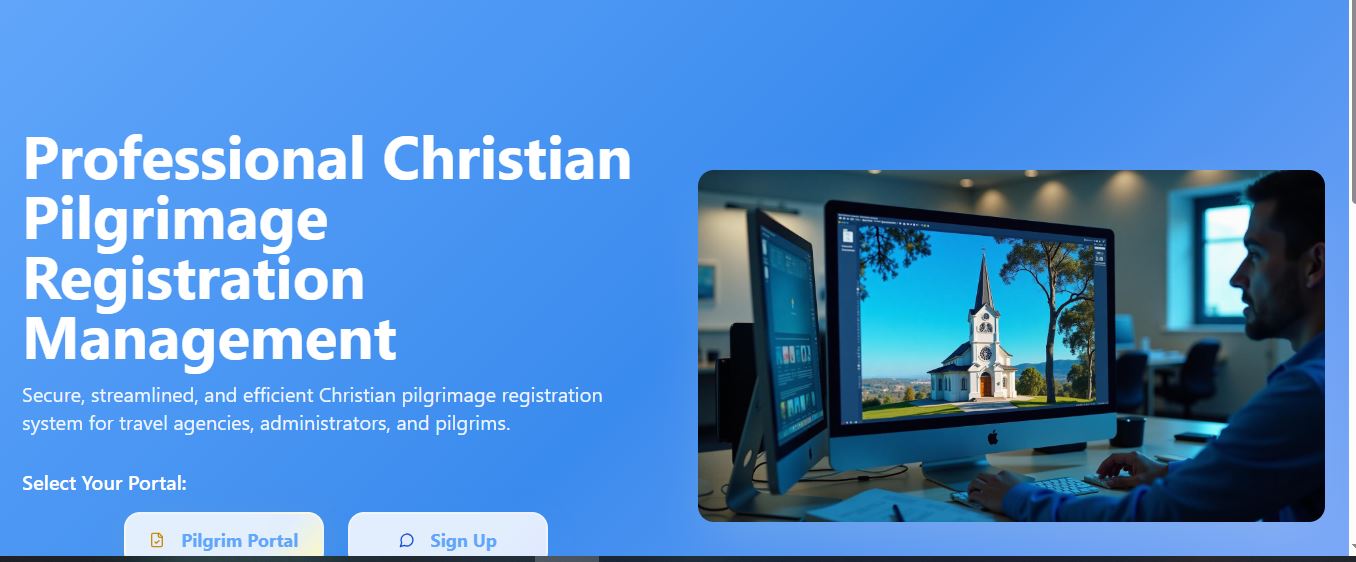 Professional Christian
Pilgrimage
Registration
Management
Secure, streamlined, and efficient Christian pilgrimage registration
system for travel agencies, administrators, and pilgrims.
Select Your Portal:
Pilgrim Portal
Sign Up